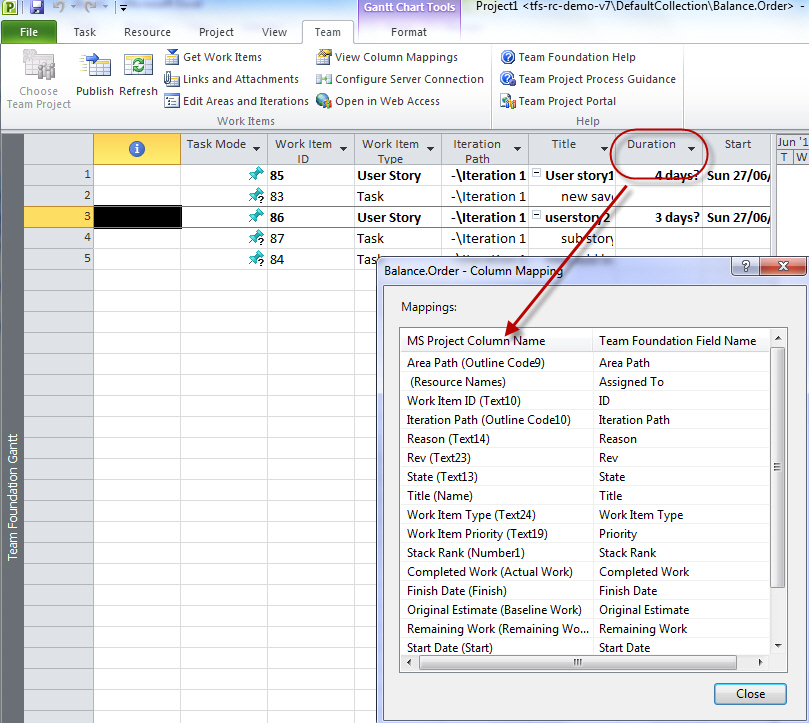 Gantt Chart Tools
Project1 <tfs-rc-demo-v7\DefaultCollection\Balance.Order> -
File Task Resource Project View Team Format
Choose
Team Project
Publish Refresh
Get Work Items
Links and Attachments
Edit Areas and Iterations
View Column Mappings
Configure Server Connection
Open in Web Access
Work Items
Team Foundation Help
Team Project Process Guidance
Team Project Portal
Help
Task Mode Work Item ID Work Item Type Iteration Path Title Duration Start
Jun '1
T W
1 85 User Story -\Iteration 1 User story1 4 days? Sun 27/06/
2 83 Task -\Iteration 1 new sav
3 86 User Story -\Iteration 1 userstory2 3 days? Sun 27/06/
4 87 Task -\Iteration 1 sub story
5 84
Team Foundation Gantt
Balance.Order - Column Mapping
Mappings:
MS Project Column Name Team Foundation Field Name
Area Path (Outline Code9) Area Path
(Resource Names) Assigned To
Work Item ID (Text10) ID
Iteration Path (Outline Code10) Iteration Path
Reason (Text14) Reason
Rev (Text23) Rev
State (Text13) State
Title (Name) Title
Work Item Type (Text24) Work Item Type
Work Item Priority (Text19) Priority
Stack Rank (Number1) Stack Rank
Completed Work (Actual Work) Completed Work
Finish Date (Finish) Finish Date
Original Estimate (Baseline Work) Original Estimate
Remaining Work (Remaining Wo... Remaining Work
Start Date (Start) Start Date
Close